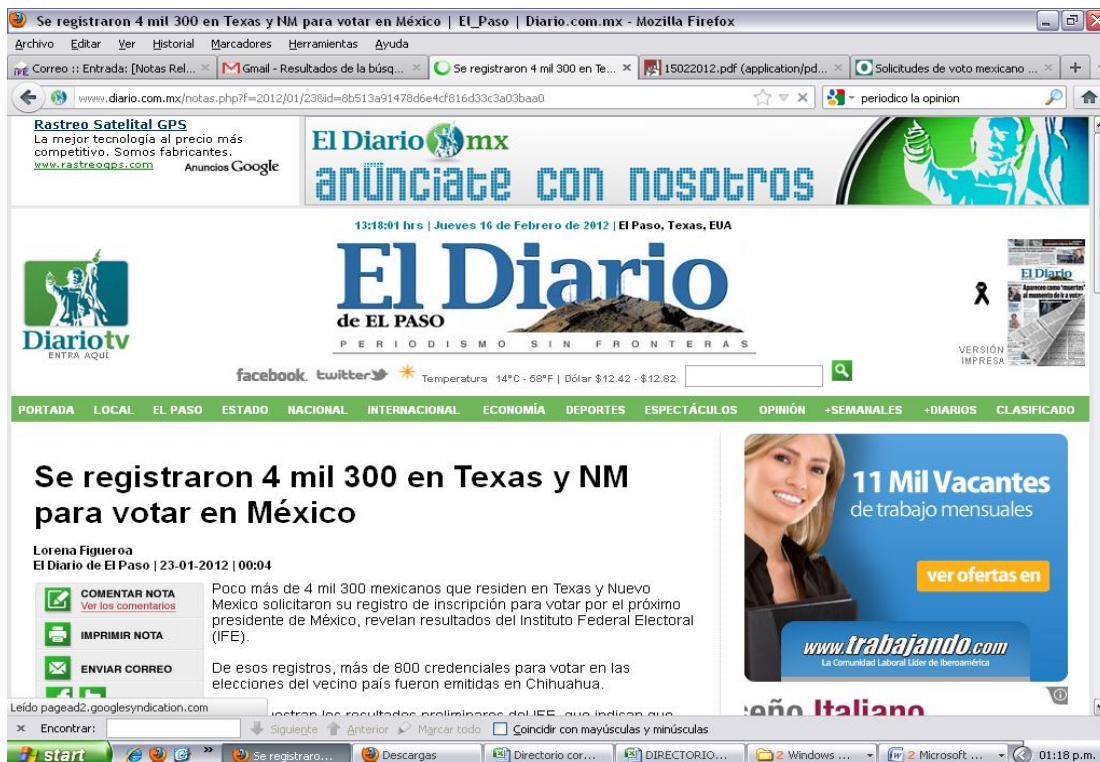 Se registraron 4 mil 300 en Texas y NM para votar en México | El_Paso | Diario.com.mx - Mozilla Firefox
Archivo Editar Ver Historial Marcadores Herramientas Ayuda
Correo :: Entrada: [Notas Rel... Gmail - Resultados de la búsq... Se registraron 4 mil 300 en Te... 15022012.pdf (application/pd... Solicitudes de voto mexicano ...
www.diario.com.mx/notas.php?f=2012/01/23&id=8b513a91478d6e4cf816d33c3a03baa0 periodico la opinion
Rastreo Satelital GPS
La mejor tecnología al precio más
competitivo. Somos fabricantes.
www.rastreogps.com Anuncios Google
El Diario mx
anúnciate con nosotros
13:18:01 hrs | Jueves 16 de Febrero de 2012 | El Paso, Texas, EUA
El Diario
de EL PASO
PERIODISMO SIN FRONTERAS
Diariotv
ENTRA AQUÍ
El Diario
VERSIÓN
IMPRESA
facebook. twitter Temperatura 14°C - 58°F | Dólar $12.42 - $12.82
PORTADA LOCAL EL PASO ESTADO NACIONAL INTERNACIONAL ECONOMÍA DEPORTES ESPECTÁCULOS OPINIÓN +SEMANALES +DIARIOS CLASIFICADO
Se registraron 4 mil 300 en Texas y NM
para votar en México
Lorena Figueroa
El Diario de El Paso | 23-01-2012 | 00:04
COMENTAR NOTA
Ver los comentarios
IMPRIMIR NOTA
ENVIAR CORREO
Poco más de 4 mil 300 mexicanos que residen en Texas y Nuevo
Mexico solicitaron su registro de inscripción para votar por el próximo
presidente de México, revelan resultados del Instituto Federal Electoral
(IFE).
De esos registros, más de 800 credenciales para votar en las
elecciones del vecino país fueron emitidas en Chihuahua.
los resultados preliminares del IFE, que indican que
11 Mil Vacantes
de trabajo mensuales
ver ofertas en
www.trabajando.com
La Comunidad Laboral Líder de Iberoamérica
Italiano
Leído pagead2.googlesyndication.com
Encontrar: Siguiente Anterior Marcar todo Coincidir con mayúsculas y minúsculas
start Se registraro... Descargas Directorio cor... DIRECTORIO... 2 Windows ... 2 Microsoft ... 01:18 p.m.